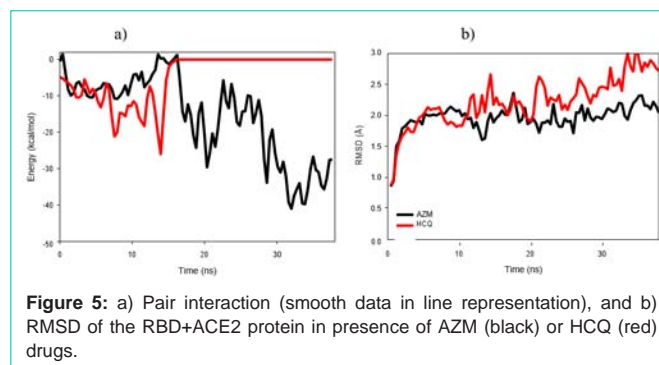 a)
b)
0
-10
-20
-30
-40
-50
Energy (kcal/mol)
0
10
20
30
Time (ns)
3.0
2.5
2.0
1.5
1.0
0.5
0.0
RMSD (Å)
AZM
HCQ
0
10
20
30
Time (ns)
Figure 5: a) Pair interaction (smooth data in line representation), and b)
RMSD of the RBD+ACE2 protein in presence of AZM (black) or HCQ (red)
drugs.